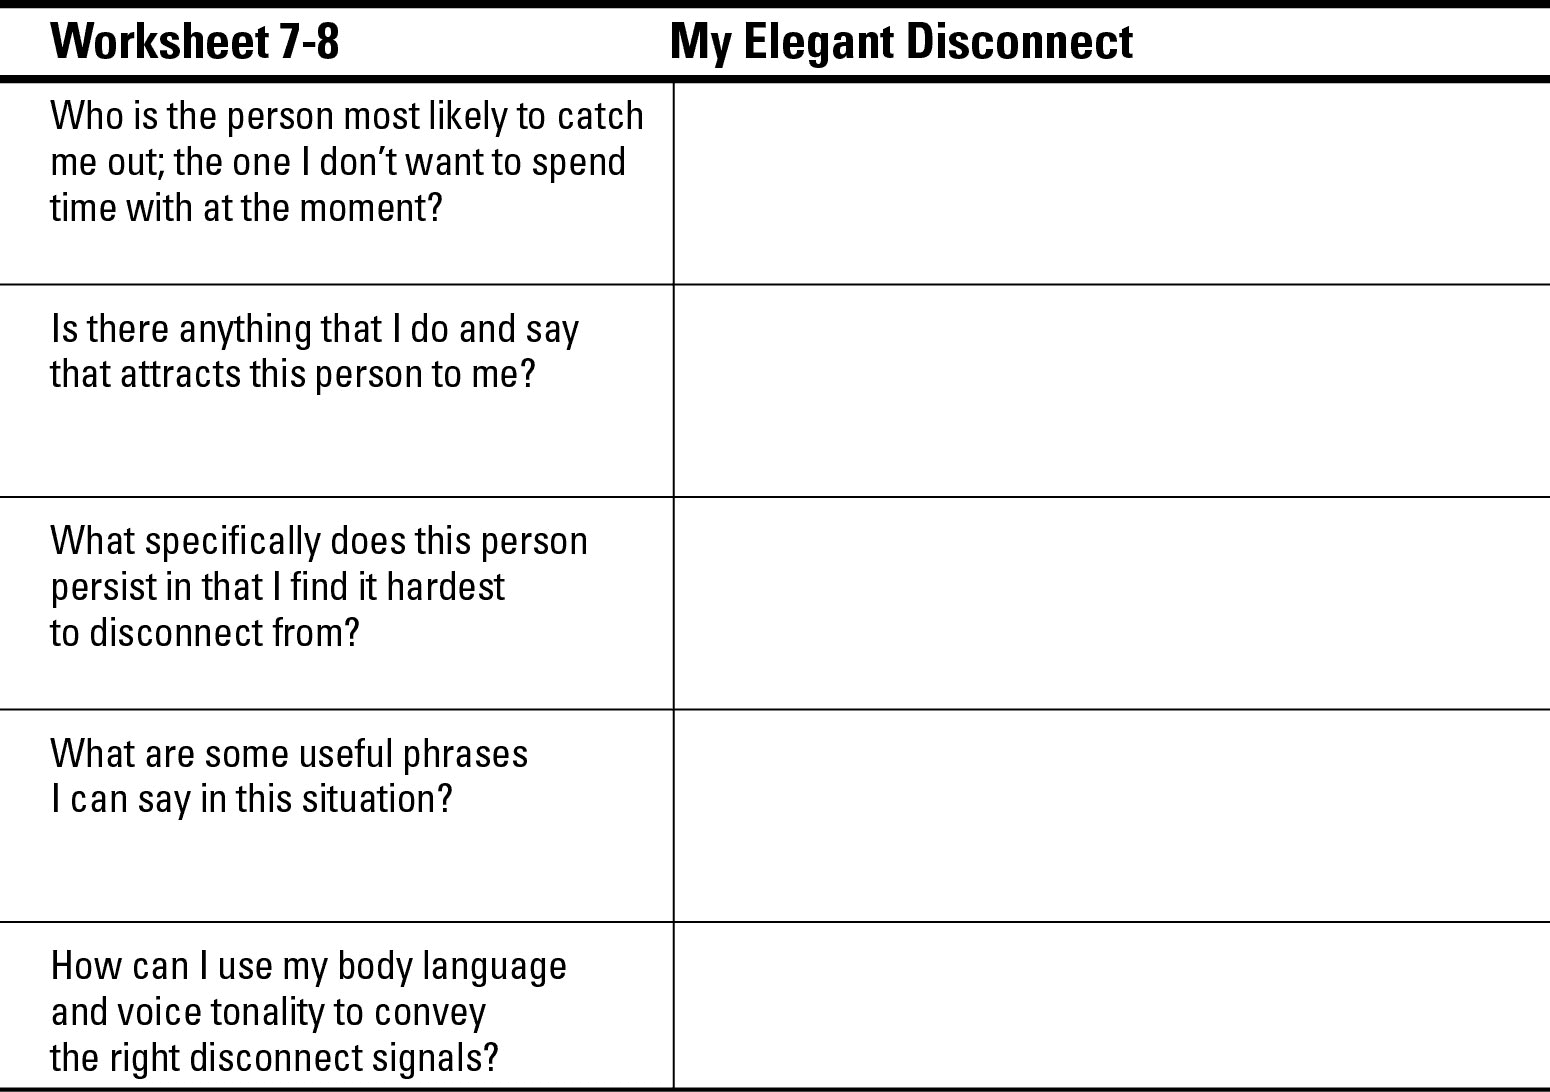 Worksheet 7-8 My Elegant Disconnect
Who is the person most likely to catch
me out; the one I don’t want to spend
time with at the moment?
Is there anything that I do and say
that attracts this person to me?
What specifically does this person
persist in that I find it hardest
to disconnect from?
What are some useful phrases
I can say in this situation?
How can I use my body language
and voice tonality to convey
the right disconnect signals?